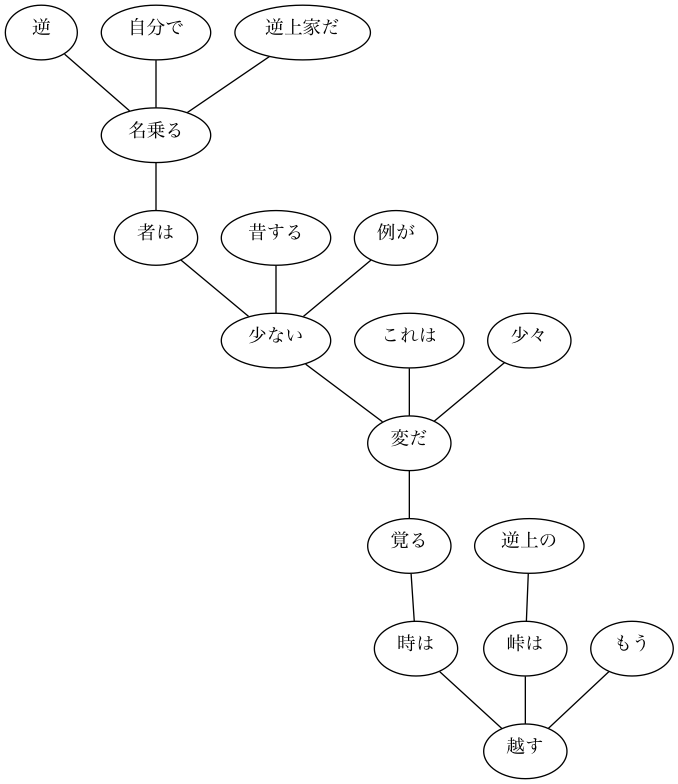 逆
自分で
逆上家だ
名乗る
者は
昔する
例が
少ない
これは
少々
変だ
覚る
逆上の
時は
峠は
もう
越す